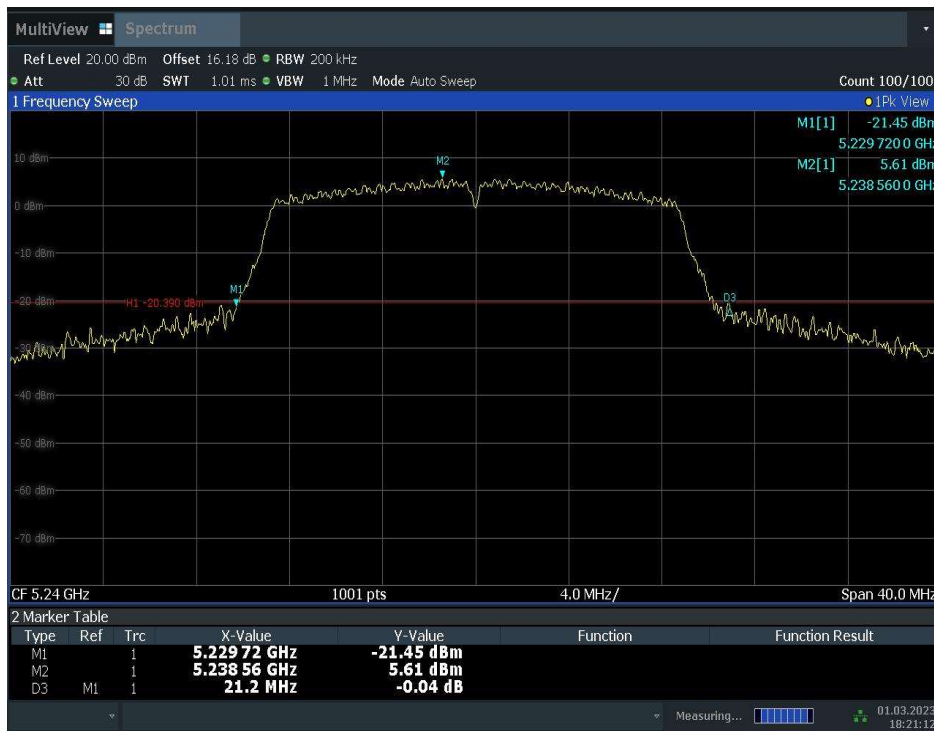 MultiView Spectrum
Ref Level 20.00 dBm Offset 16.18 dB RBW 200 kHz
Att 30 dB SWT 1.01 ms VBW 1 MHz Mode Auto Sweep Count 100/100
1 Frequency Sweep 1Pk View
M1[1] -21.45 dBm
5.229 720 0 GHz
10 dBm M2 M2[1] 5.61 dBm
5.238 560 0 GHz
0 dBm
-10 dBm
M1 D3
-20 dBm H1 -20.390 dBm
-30 dBm
-40 dBm
-50 dBm
-60 dBm
-70 dBm
CF 5.24 GHz 1001 pts 4.0 MHz/ Span 40.0 MHz
2 Marker Table
Type Ref Trc X-Value Y-Value Function Function Result
M1 1 5.229 72 GHz -21.45 dBm
M2 1 5.238 56 GHz 5.61 dBm
D3 M1 1 21.2 MHz -0.04 dB
Measuring... 01.03.2023
18:21:12